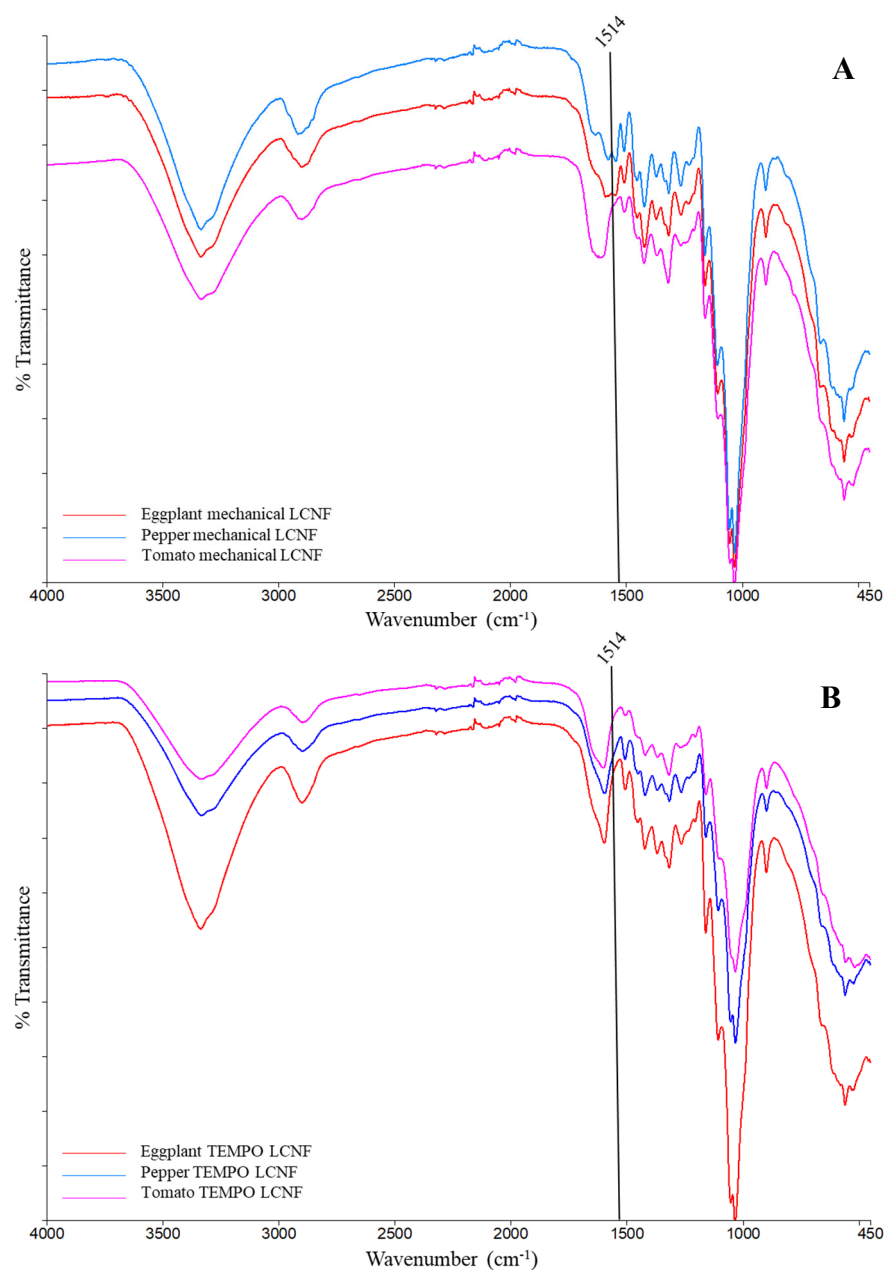 1514
A
% Transmittance
Eggplant mechanical LCNF
Pepper mechanical LCNF
Tomato mechanical LCNF
4000 3500 3000 2500 2000 1500 1000 450
Wavenumber (cm⁻¹)
1514
B
% Transmittance
Eggplant TEMPO LCNF
Pepper TEMPO LCNF
Tomato TEMPO LCNF
4000 3500 3000 2500 2000 1500 1000 450
Wavenumber (cm⁻¹)